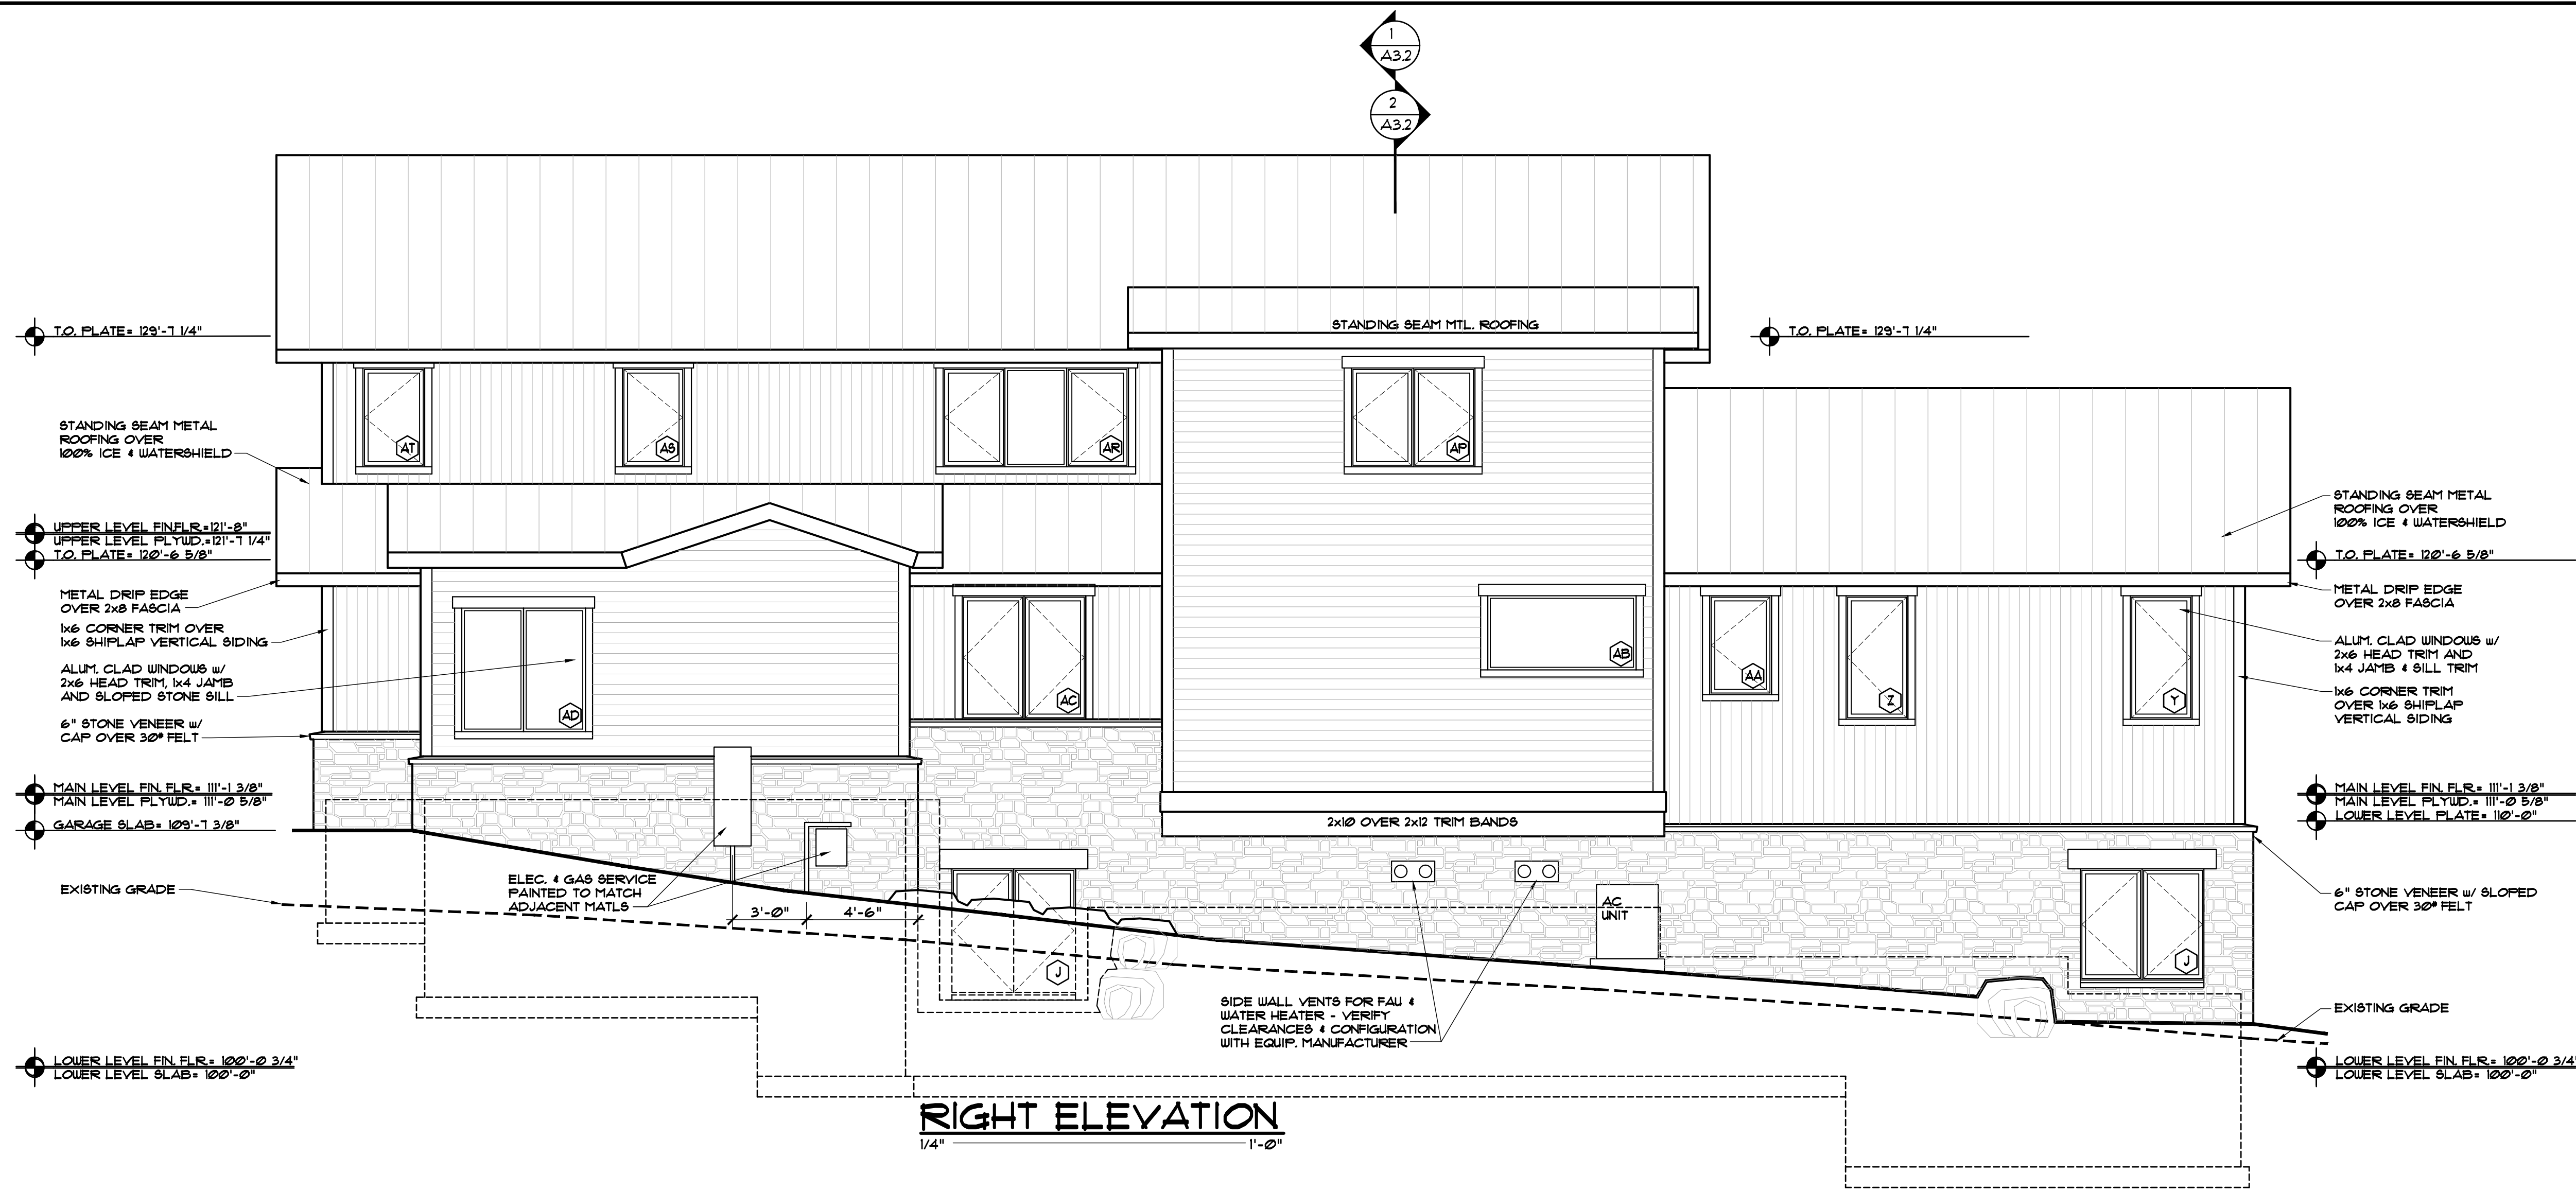 1
A3.2
2
A3.2
STANDING SEAM MTL. ROOFING
T.O. PLATE= 129'-7 1/4"
T.O. PLATE= 129'-7 1/4"
AT
AS
AR
AP
STANDING SEAM METAL
ROOFING OVER
100% ICE & WATERSHIELD
UPPER LEVEL FIN.FLR.=121'-8"
UPPER LEVEL PLYWD.=121'-7 1/4"
T.O. PLATE= 120'-6 5/8"
METAL DRIP EDGE
OVER 2x8 FASCIA
1x6 CORNER TRIM OVER
1x6 SHIPLAP VERTICAL SIDING
ALUM. CLAD WINDOWS w/
2x6 HEAD TRIM, 1x4 JAMB
AND SLOPED STONE SILL
6" STONE VENEER w/
CAP OVER 30# FELT
MAIN LEVEL FIN. FLR.= 111'-1 3/8"
MAIN LEVEL PLYWD.= 111'-0 5/8"
GARAGE SLAB= 109'-7 3/8"
EXISTING GRADE
LOWER LEVEL FIN. FLR.= 100'-0 3/4"
LOWER LEVEL SLAB= 100'-0"
AD
AC
AB
AA
Z
Y
ELEC. & GAS SERVICE
PAINTED TO MATCH
ADJACENT MATLS
3'-0"
4'-6"
J
2x10 OVER 2x12 TRIM BANDS
AC
UNIT
SIDE WALL VENTS FOR FAU &
WATER HEATER - VERIFY
CLEARANCES & CONFIGURATION
WITH EQUIP. MANUFACTURER
J
STANDING SEAM METAL
ROOFING OVER
100% ICE & WATERSHIELD
T.O. PLATE= 120'-6 5/8"
METAL DRIP EDGE
OVER 2x8 FASCIA
ALUM. CLAD WINDOWS w/
2x6 HEAD TRIM AND
1x4 JAMB & SILL TRIM
1x6 CORNER TRIM
OVER 1x6 SHIPLAP
VERTICAL SIDING
MAIN LEVEL FIN. FLR.= 111'-1 3/8"
MAIN LEVEL PLYWD.= 111'-0 5/8"
LOWER LEVEL PLATE= 110'-0"
6" STONE VENEER w/ SLOPED
CAP OVER 30# FELT
EXISTING GRADE
LOWER LEVEL FIN. FLR.= 100'-0 3/4"
LOWER LEVEL SLAB= 100'-0"
RIGHT ELEVATION
1/4" 1'-0"